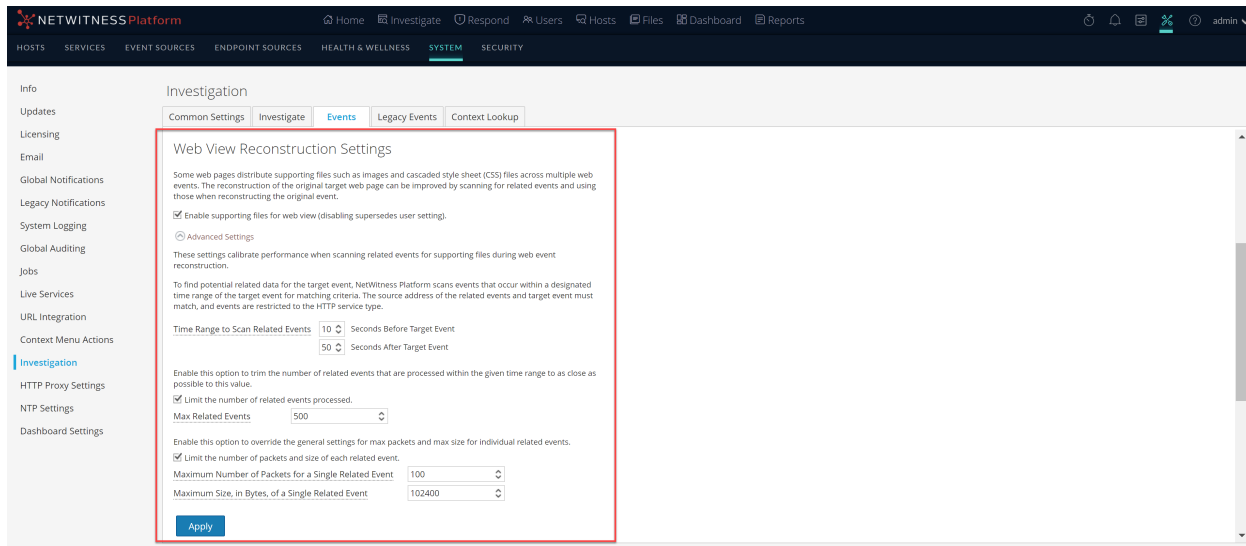 NETWITNESS Platform
Home Investigate Respond Users Hosts Files Dashboard Reports
admin
HOSTS SERVICES EVENT SOURCES ENDPOINT SOURCES HEALTH & WELLNESS SYSTEM SECURITY
Info
Updates
Licensing
Email
Global Notifications
Legacy Notifications
System Logging
Global Auditing
Jobs
Live Services
URL Integration
Context Menu Actions
Investigation
HTTP Proxy Settings
NTP Settings
Dashboard Settings
Investigation
Common Settings Investigate Events Legacy Events Context Lookup
Web View Reconstruction Settings
Some web pages distribute supporting files such as images and cascaded style sheet (CSS) files across multiple web
events. The reconstruction of the original target web page can be improved by scanning for related events and using
those when reconstructing the original event.
Enable supporting files for web view (disabling supersedes user setting).
Advanced Settings
These settings calibrate performance when scanning related events for supporting files during web event
reconstruction.
To find potential related data for the target event, NetWitness Platform scans events that occur within a designated
time range of the target event for matching criteria. The source address of the related events and target event must
match, and events are restricted to the HTTP service type.
Time Range to Scan Related Events 10 Seconds Before Target Event
50 Seconds After Target Event
Enable this option to trim the number of related events that are processed within the given time range to as close as
possible to this value.
Limit the number of related events processed.
Max Related Events 500
Enable this option to override the general settings for max packets and max size for individual related events.
Limit the number of packets and size of each related event.
Maximum Number of Packets for a Single Related Event 100
Maximum Size, in Bytes, of a Single Related Event 102400
Apply